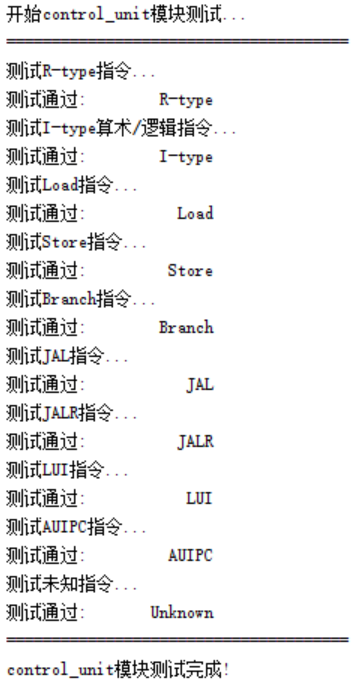 开始control_unit模块测试...
========================================
测试R-type指令...
测试通过:        R-type
测试I-type算术/逻辑指令...
测试通过:        I-type
测试Load指令...
测试通过:          Load
测试Store指令...
测试通过:         Store
测试Branch指令...
测试通过:        Branch
测试JAL指令...
测试通过:           JAL
测试JALR指令...
测试通过:          JALR
测试LUI指令...
测试通过:           LUI
测试AUIPC指令...
测试通过:         AUIPC
测试未知指令...
测试通过:       Unknown
========================================
control_unit模块测试完成!